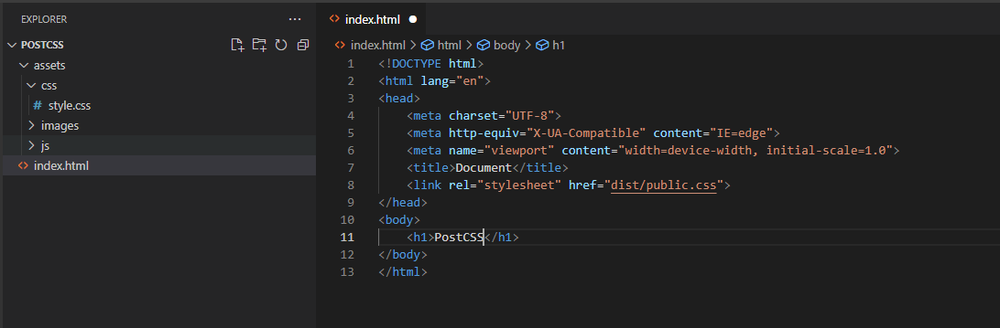 EXPLORER ...
POSTCSS
assets
css
# style.css
images
js
<> index.html
<> index.html
<> index.html > html > body > h1
1 <!DOCTYPE html>
2 <html lang="en">
3 <head>
4     <meta charset="UTF-8">
5     <meta http-equiv="X-UA-Compatible" content="IE=edge">
6     <meta name="viewport" content="width=device-width, initial-scale=1.0">
7     <title>Document</title>
8     <link rel="stylesheet" href="dist/public.css">
9 </head>
10 <body>
11     <h1>PostCSS</h1>
12 </body>
13 </html>